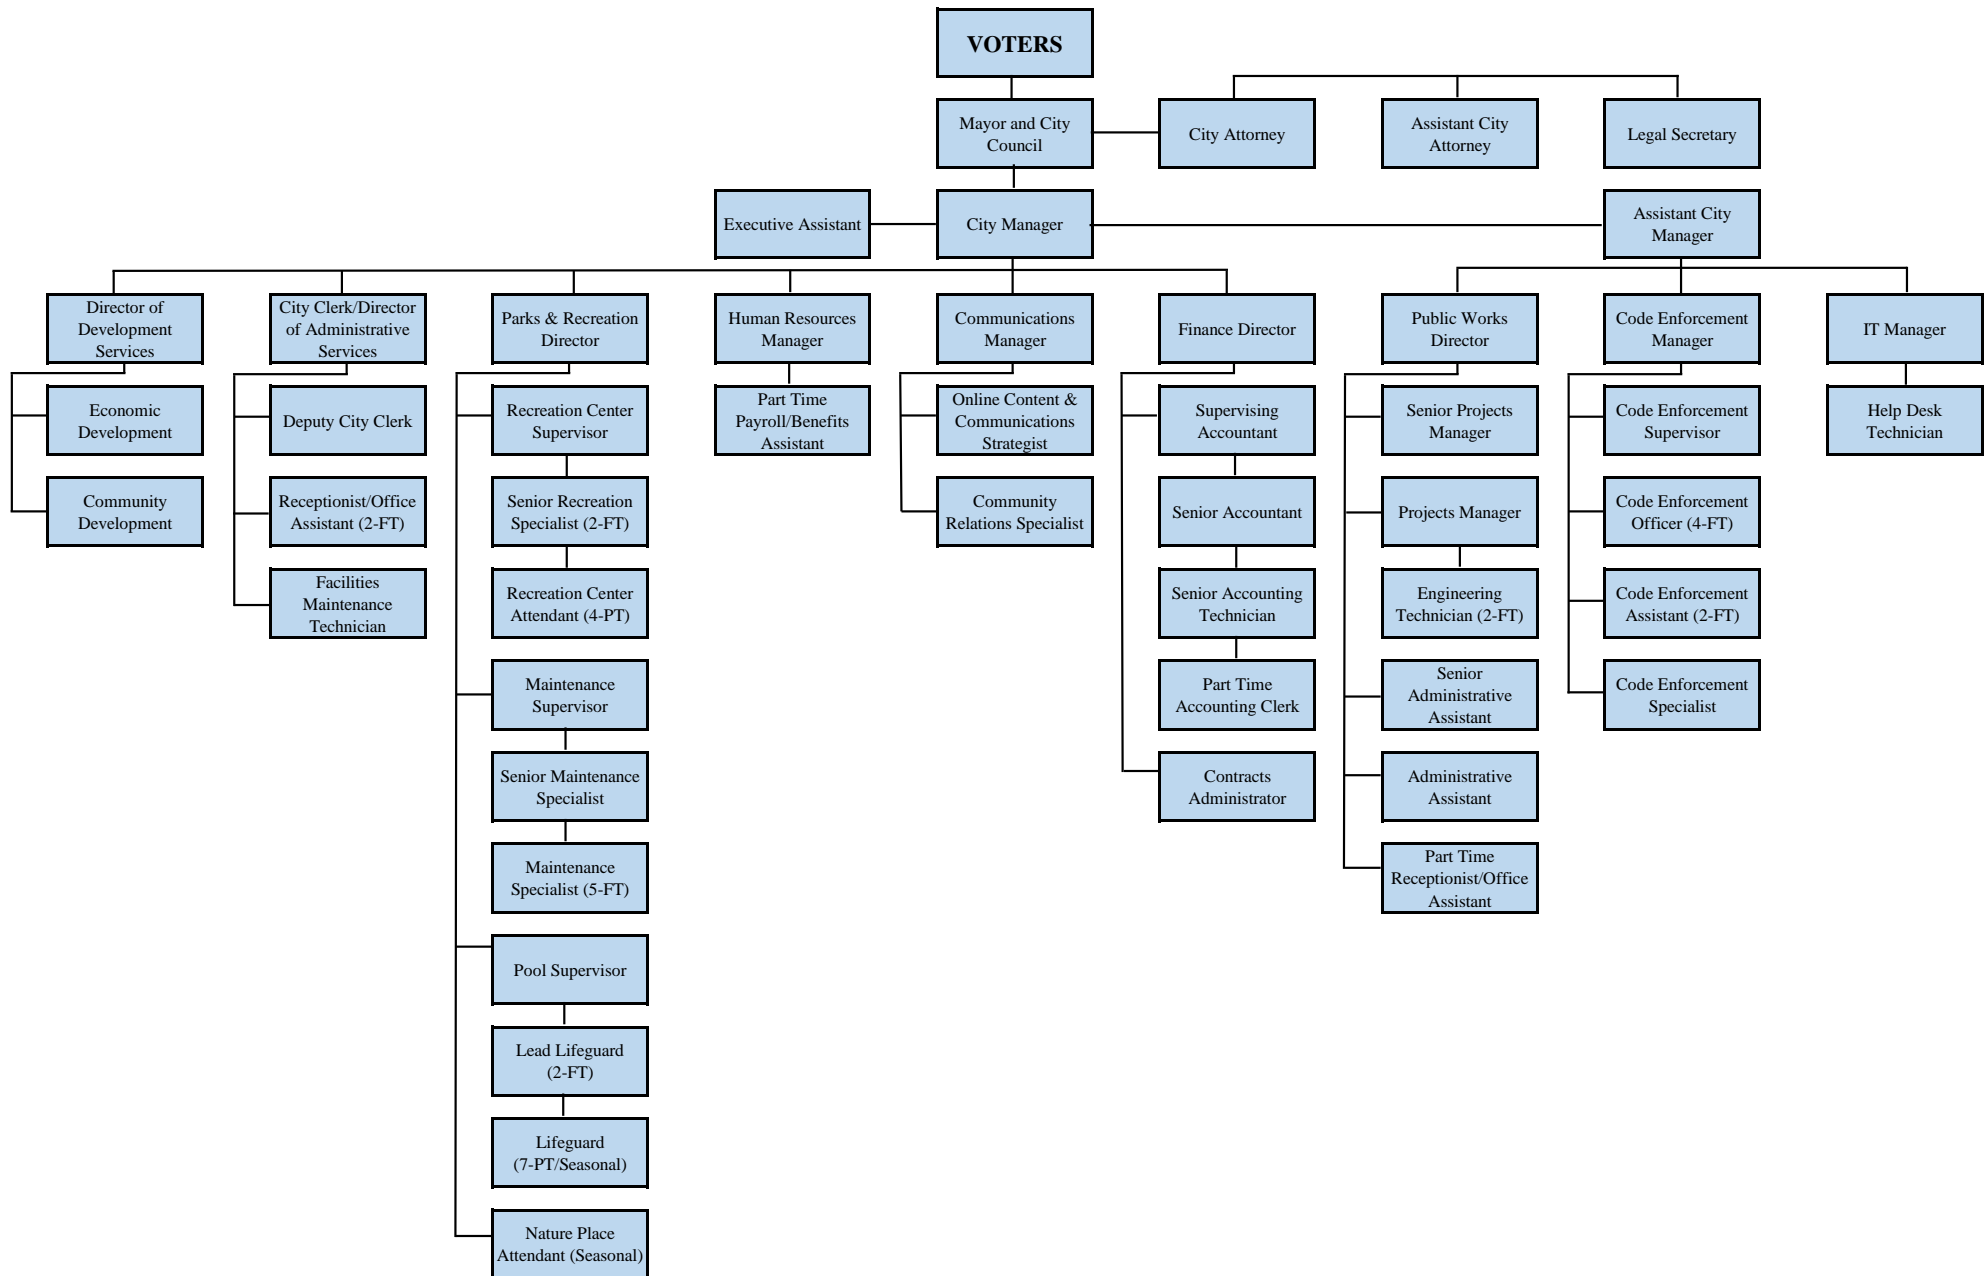 VOTERS
Mayor and City
Council
City Attorney
Assistant City
Attorney
Legal Secretary
Executive Assistant
City Manager
Assistant City
Manager
Director of
Development
Services
City Clerk/Director
of Administrative
Services
Parks & Recreation
Director
Human Resources
Manager
Communications
Manager
Finance Director
Public Works
Director
Code Enforcement
Manager
IT Manager
Economic
Development
Deputy City Clerk
Recreation Center
Supervisor
Part Time
Payroll/Benefits
Assistant
Online Content &
Communications
Strategist
Supervising
Accountant
Senior Projects
Manager
Code Enforcement
Supervisor
Help Desk
Technician
Community
Development
Receptionist/Office
Assistant (2-FT)
Senior Recreation
Specialist (2-FT)
Community
Relations Specialist
Senior Accountant
Projects Manager
Code Enforcement
Officer (4-FT)
Facilities
Maintenance
Technician
Recreation Center
Attendant (4-PT)
Senior Accounting
Technician
Engineering
Technician (2-FT)
Code Enforcement
Assistant (2-FT)
Maintenance
Supervisor
Part Time
Accounting Clerk
Senior
Administrative
Assistant
Code Enforcement
Specialist
Senior Maintenance
Specialist
Contracts
Administrator
Administrative
Assistant
Maintenance
Specialist (5-FT)
Part Time
Receptionist/Office
Assistant
Pool Supervisor
Lead Lifeguard
(2-FT)
Lifeguard
(7-PT/Seasonal)
Nature Place
Attendant (Seasonal)